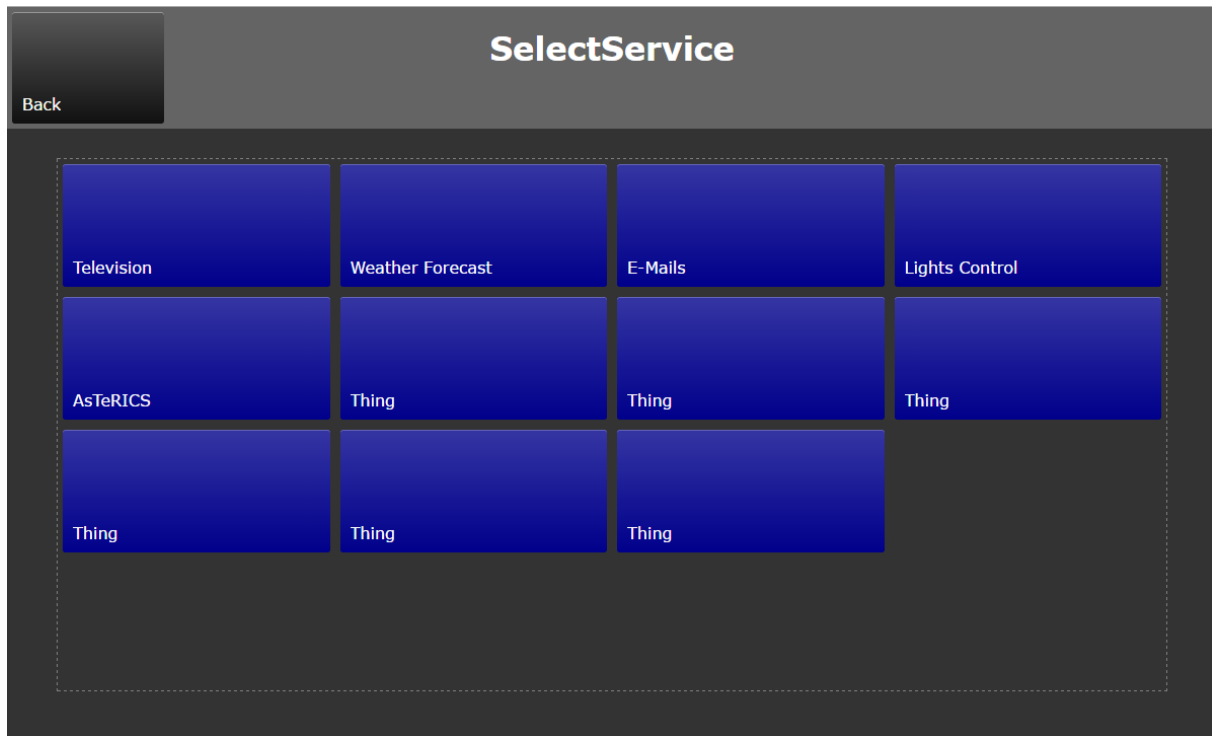 SelectService
Back
Television
Weather Forecast
E-Mails
Lights Control
AsTeRICS
Thing
Thing
Thing
Thing
Thing
Thing